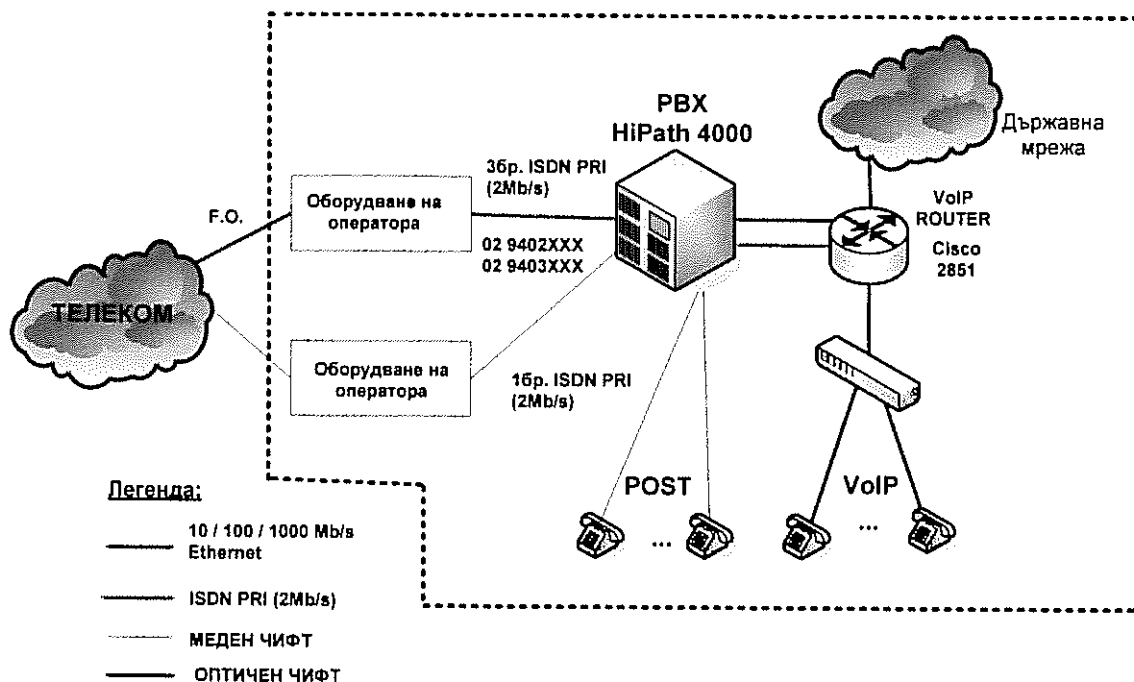 PBX
HiPath 4000
Държавна
мрежа
3бр. ISDN PRI
(2Mb/s)
Оборудване на
оператора
F.O.
VoIP
ROUTER
Cisco
2851
02 9402XXX
02 9403XXX
ТЕЛЕКОМ
Оборудване на
оператора
1бр. ISDN PRI
(2Mb/s)
POST
VoIP
...
...
Легенда:
10 / 100 / 1000 Mb/s
Ethernet
ISDN PRI (2Mb/s)
МЕДЕН ЧИФТ
ОПТИЧЕН ЧИФТ